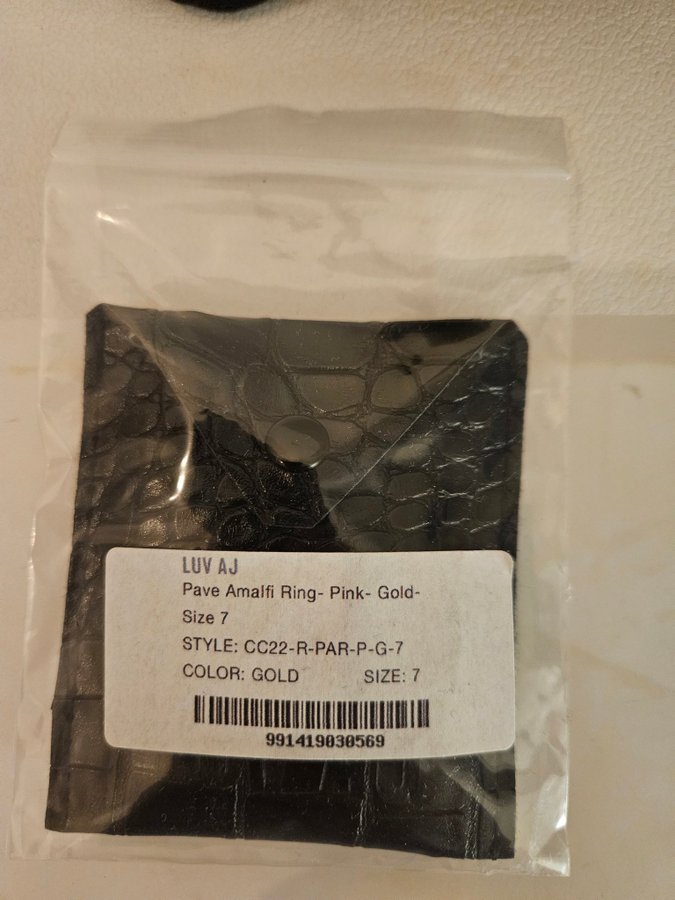 LUV AJ
Pave Amalfi Ring- Pink- Gold-
Size 7
STYLE: CC22-R-PAR-P-G-7
COLOR: GOLD SIZE: 7
991419030569